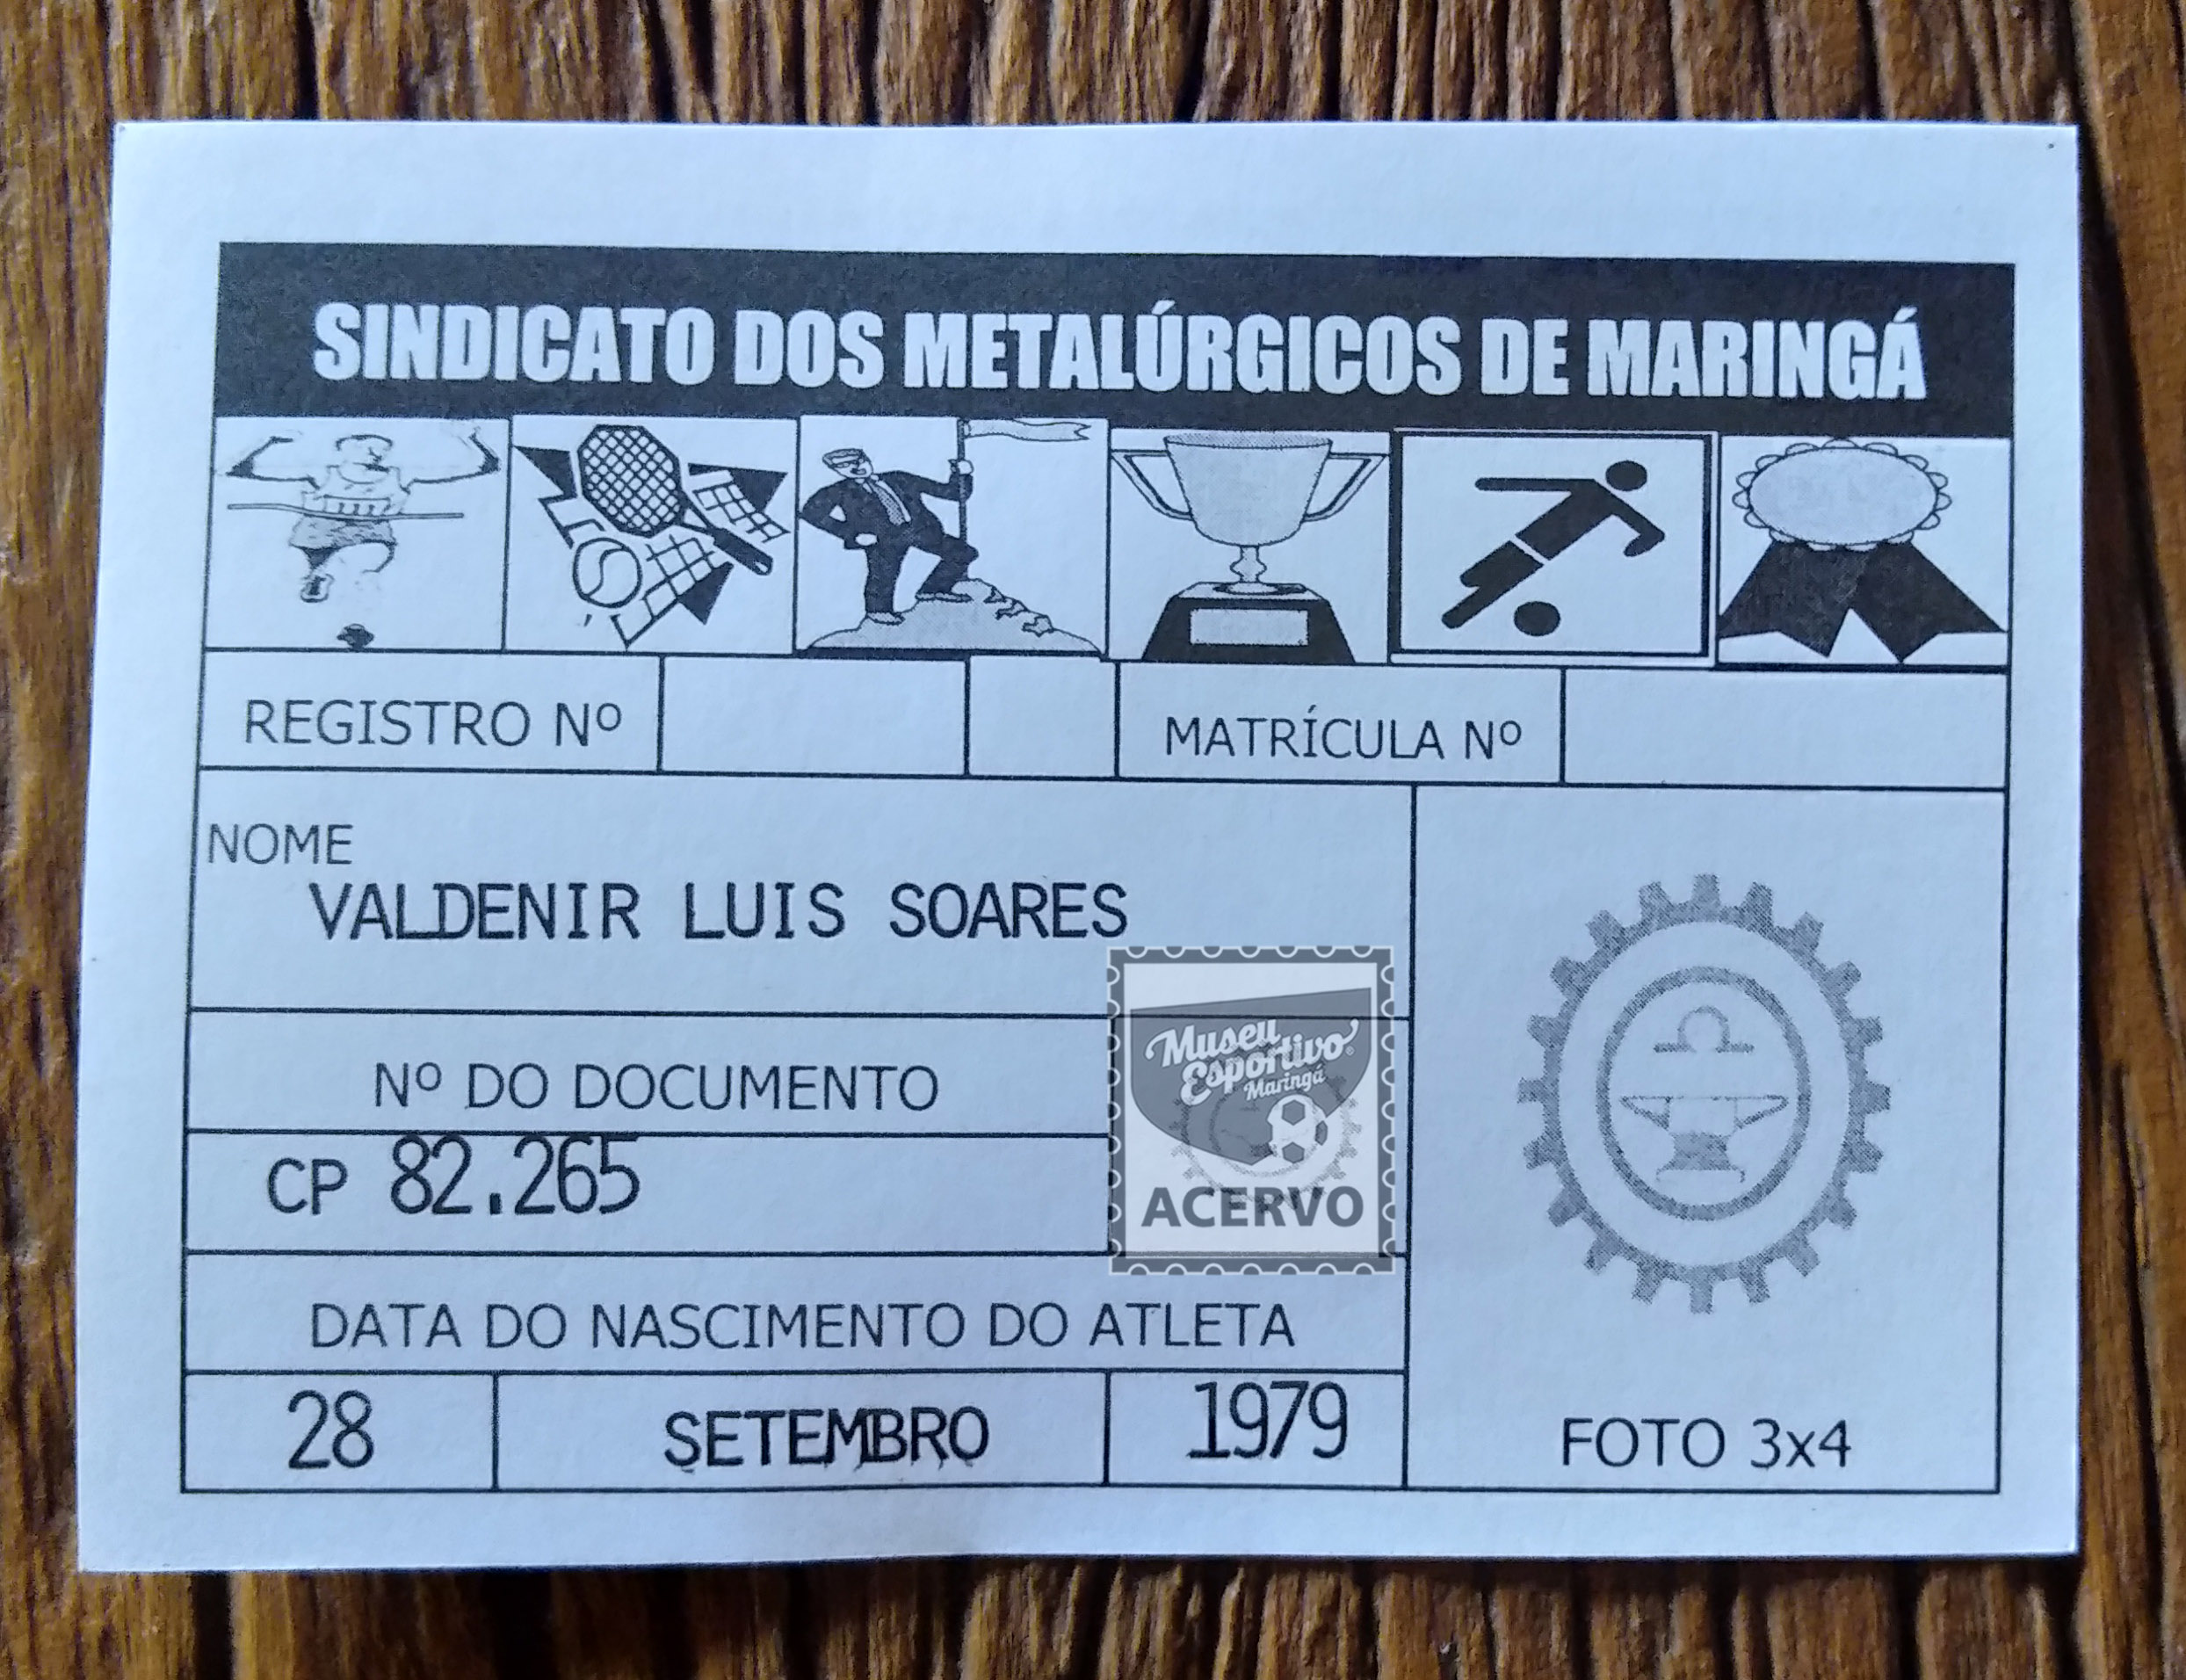 SINDICATO DOS METALÚRGICOS DE MARINGÁ
REGISTRO Nº
MATRÍCULA Nº
NOME
VALDENIR LUIS SOARES
Nº DO DOCUMENTO
CP 82.265
Museu
Esportivo
Maringá
ACERVO
DATA DO NASCIMENTO DO ATLETA
28 SETEMBRO 1979
FOTO 3x4